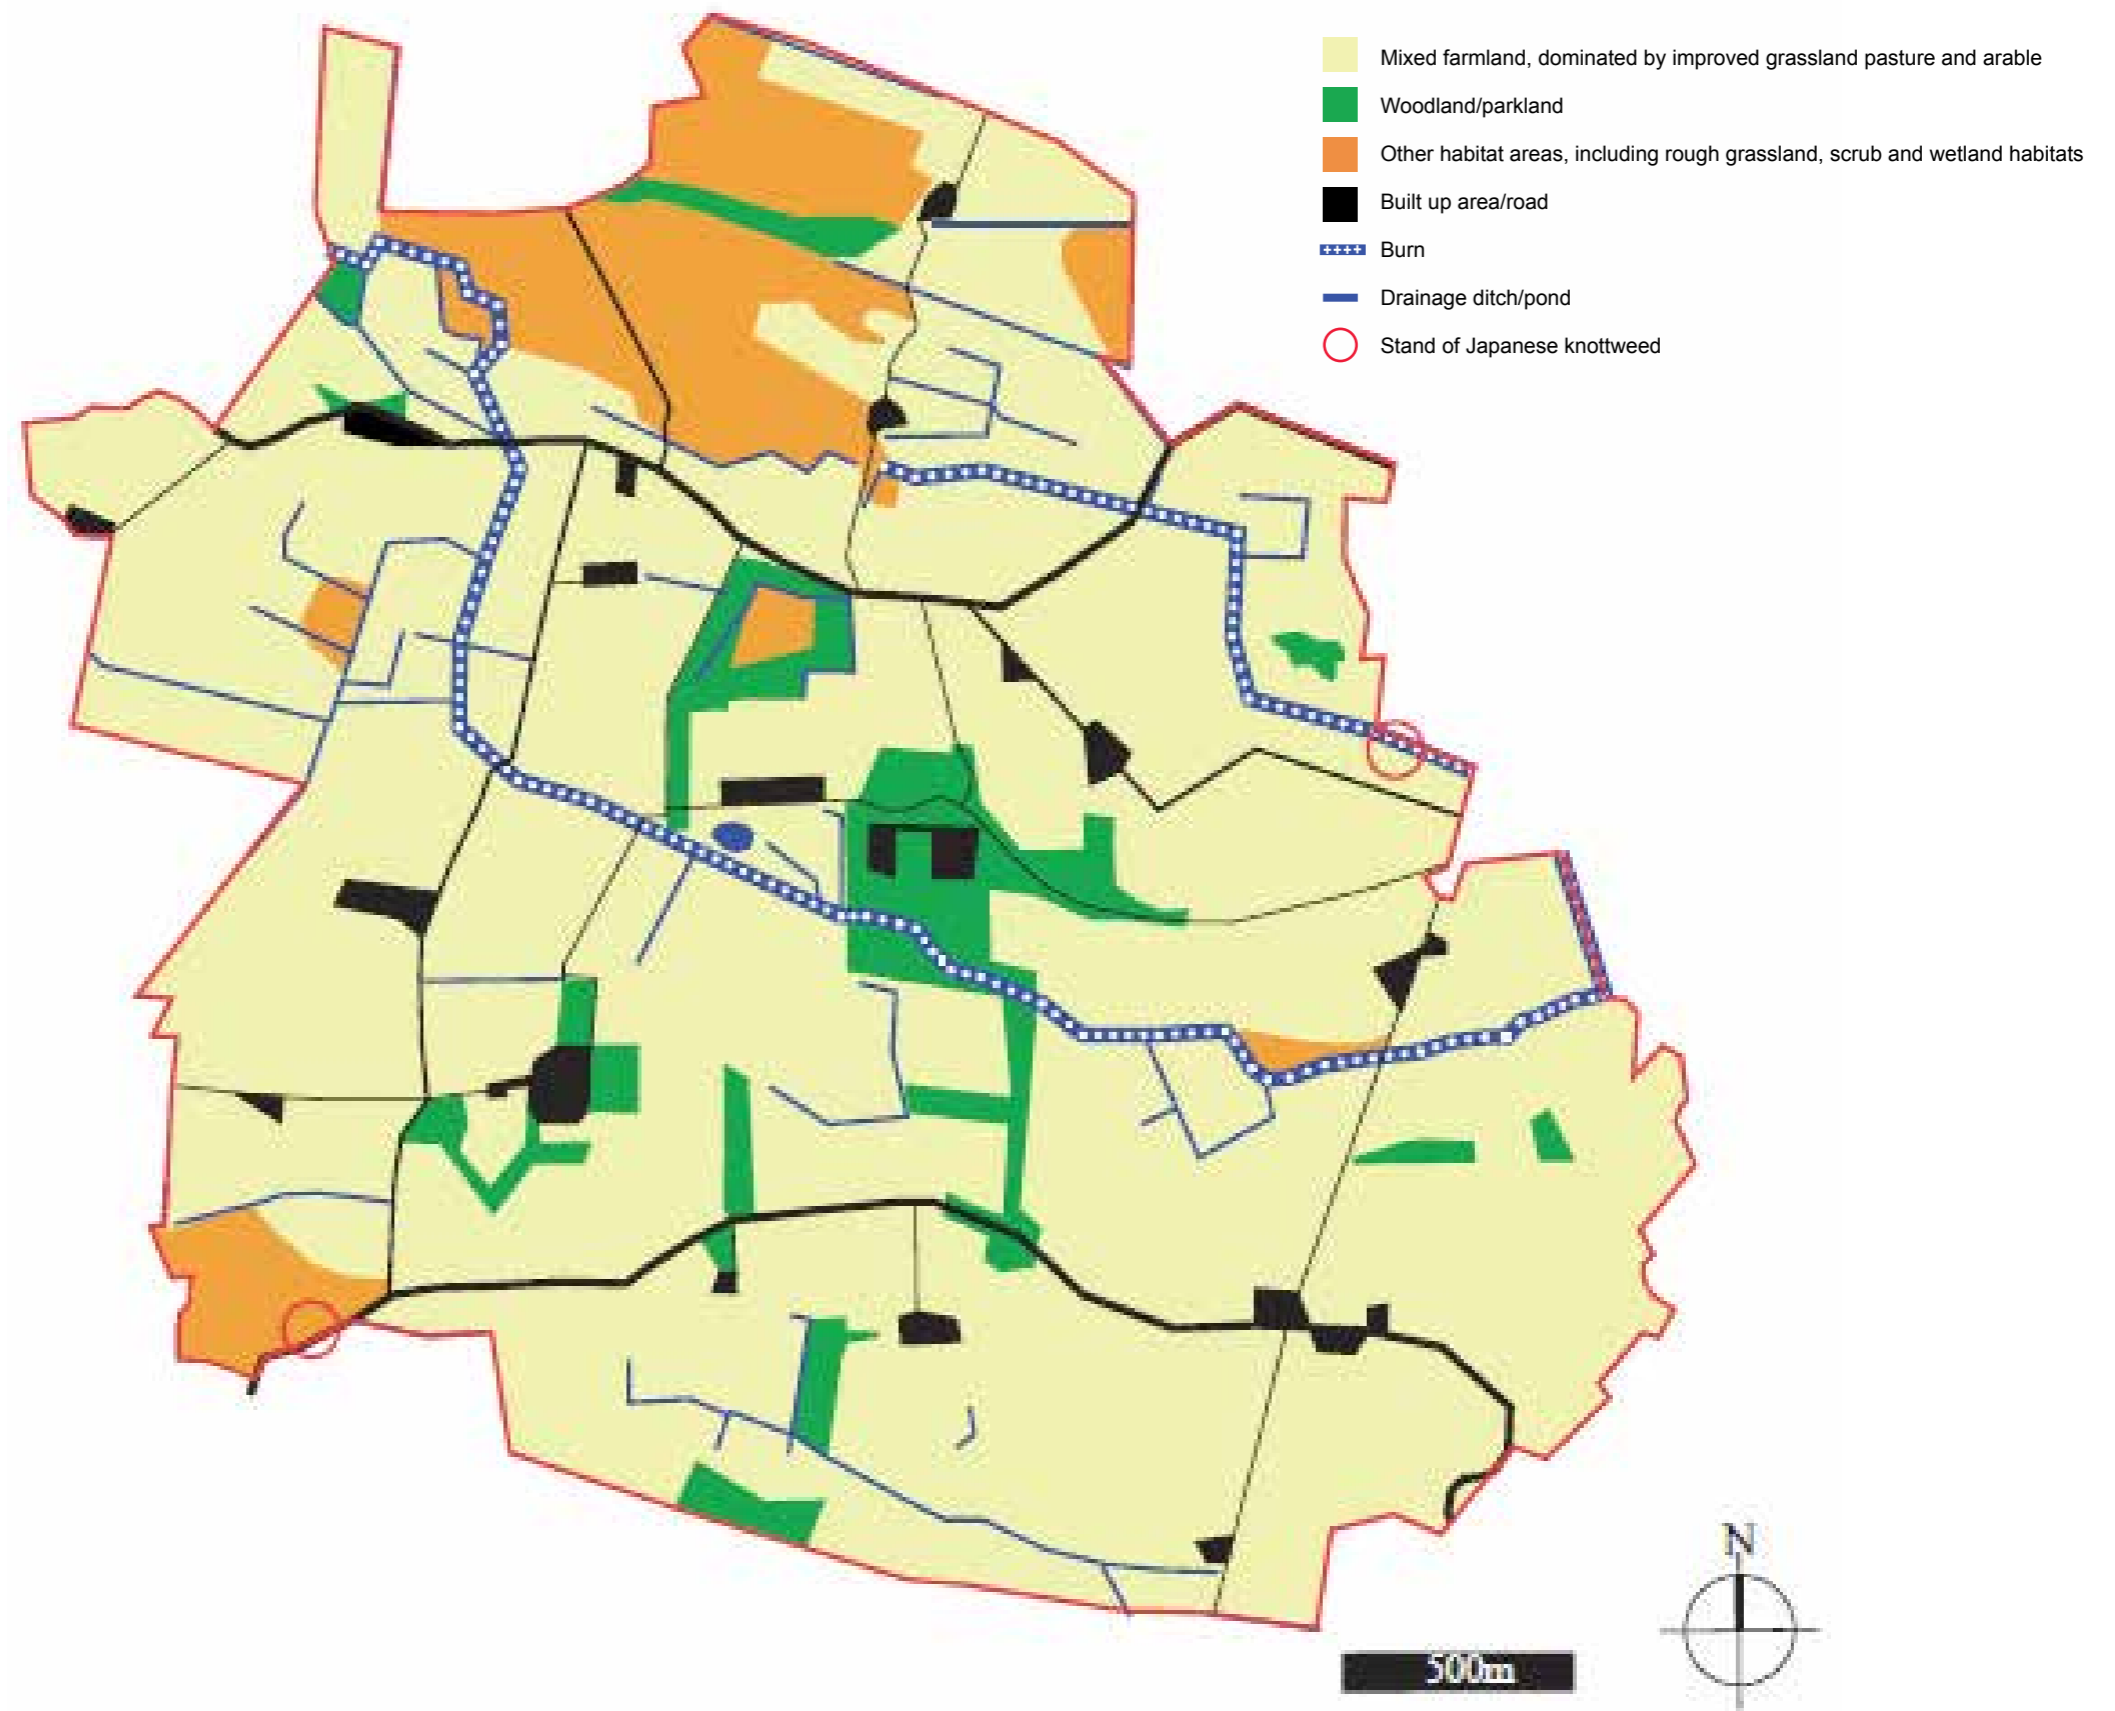 Mixed farmland, dominated by improved grassland pasture and arable
Woodland/parkland
Other habitat areas, including rough grassland, scrub and wetland habitats
Built up area/road
Burn
Drainage ditch/pond
Stand of Japanese knottweed
N
500m